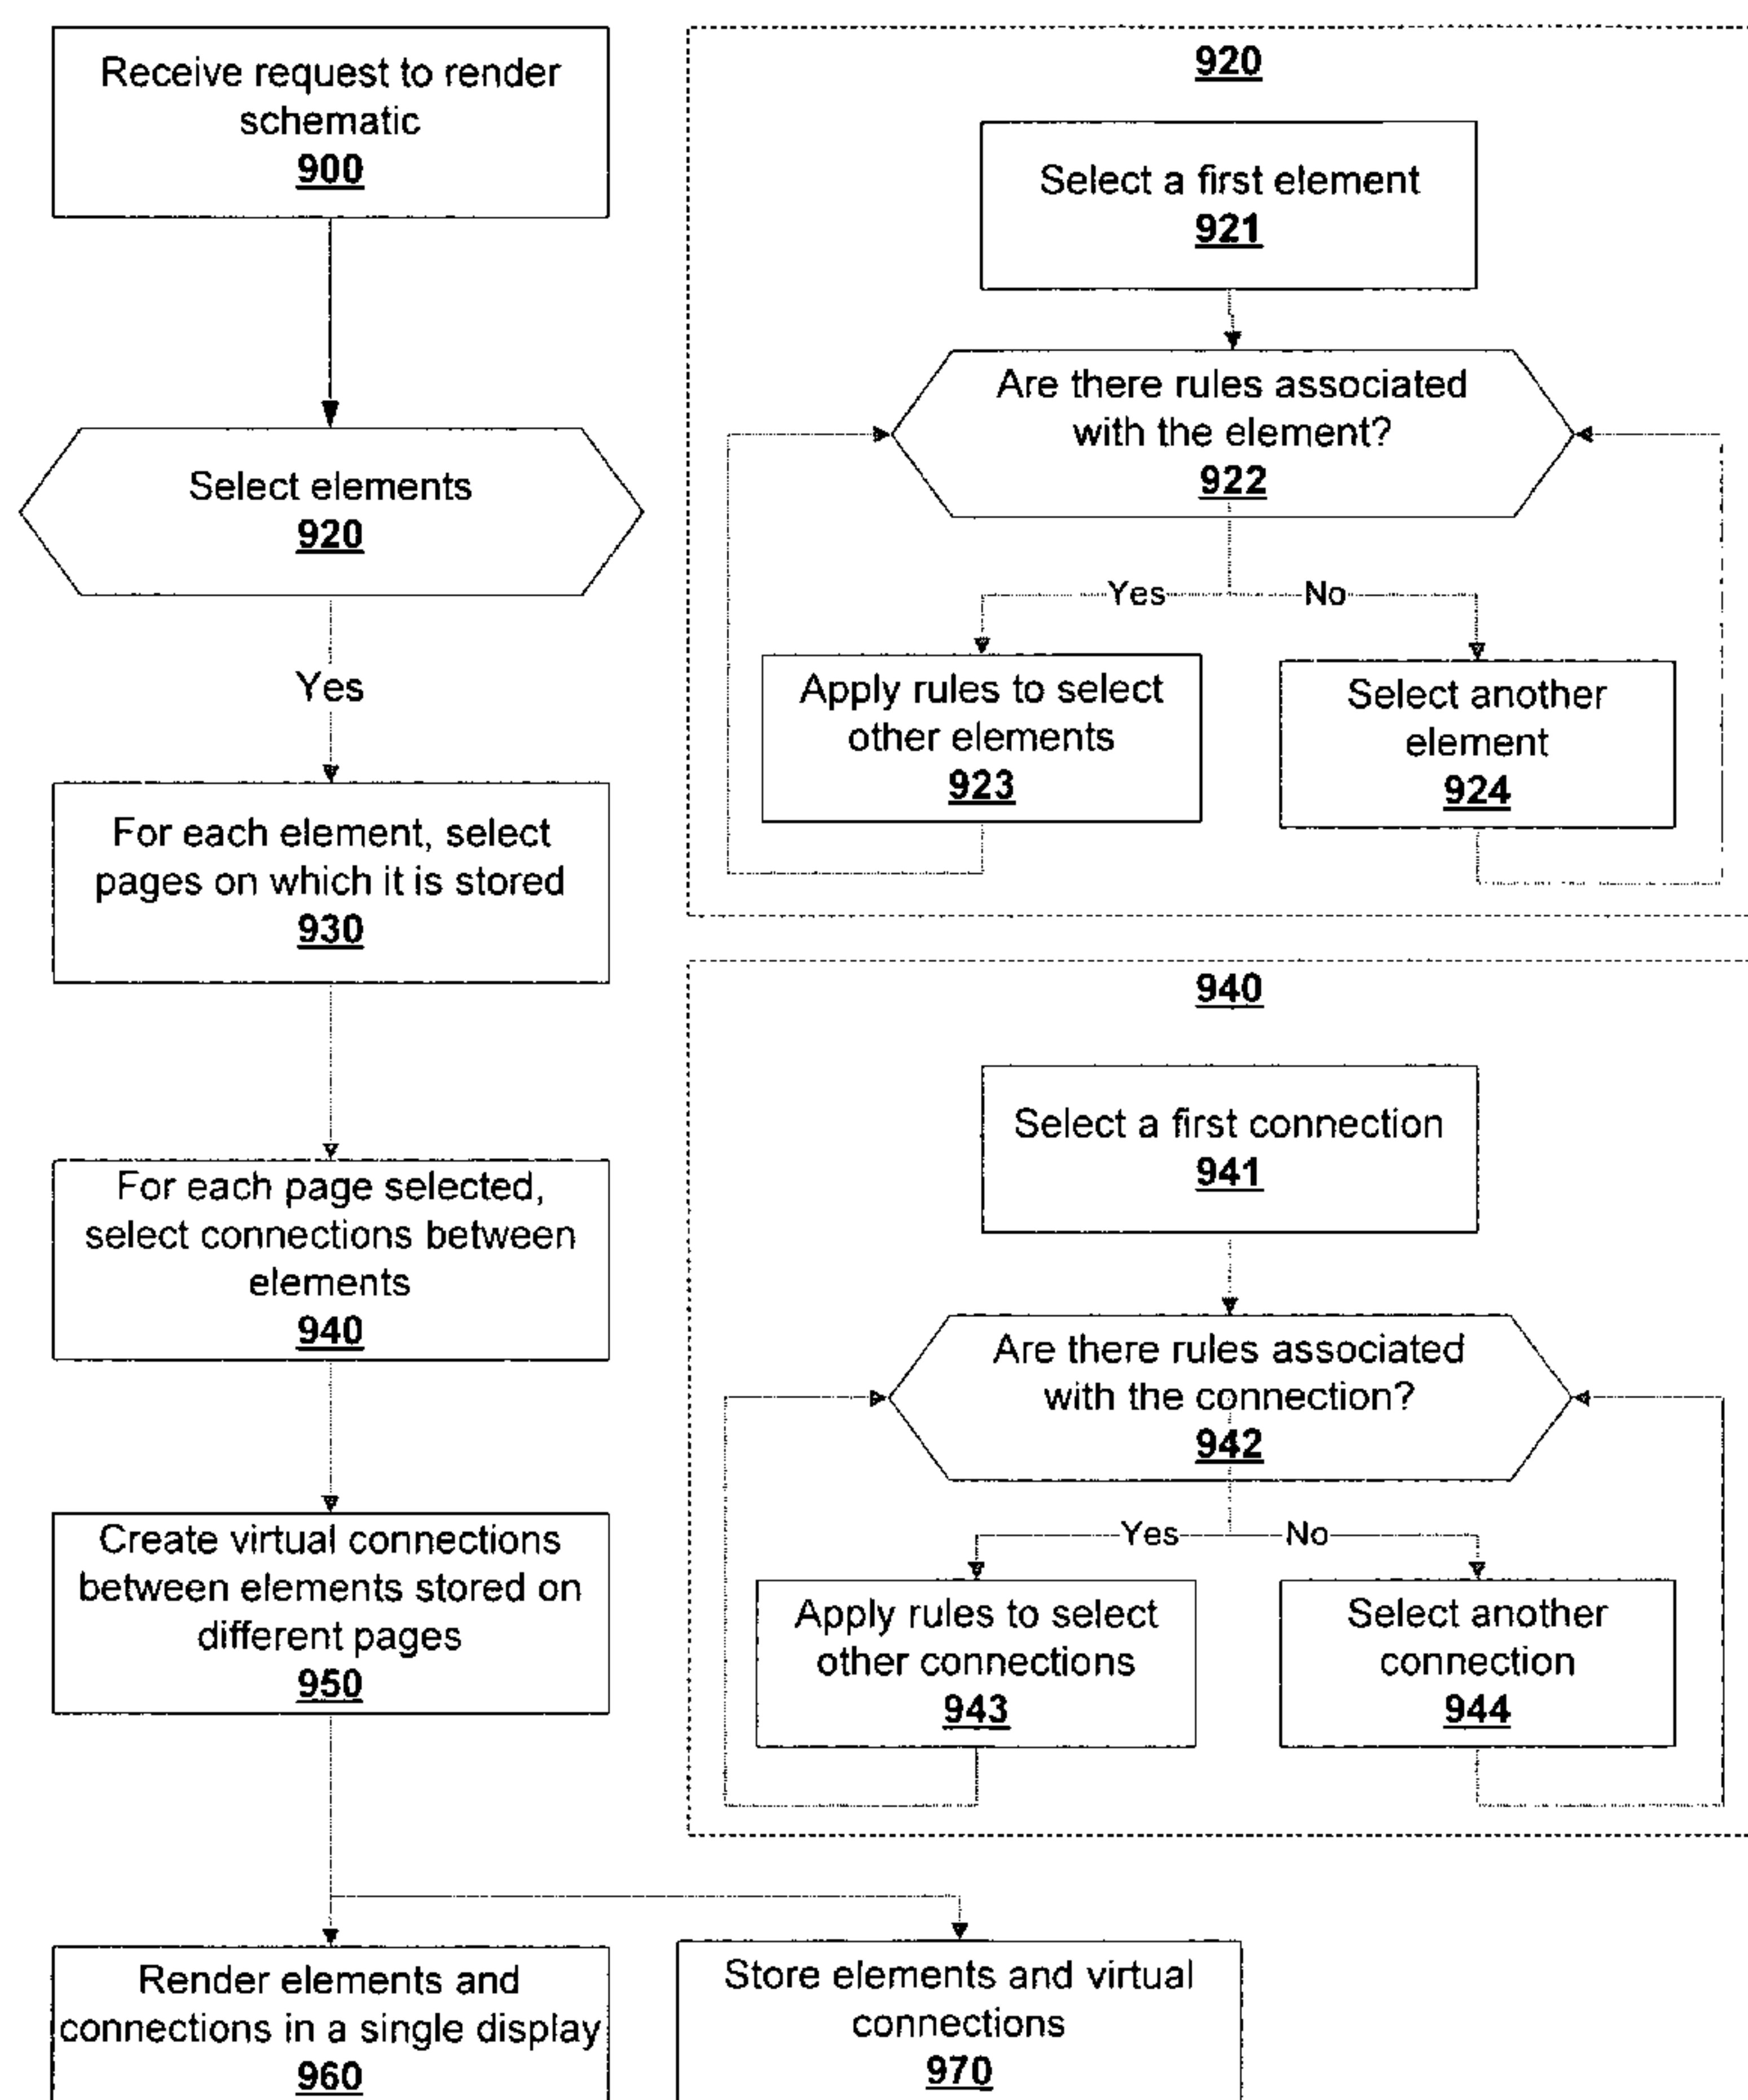 Receive request to render
schematic
900
Select elements
920
Yes
For each element, select
pages on which it is stored
930
For each page selected,
select connections between
elements
940
Create virtual connections
between elements stored on
different pages
950
Render elements and
connections in a single display
960
Store elements and virtual
connections
970
920
Select a first element
921
Are there rules associated
with the element?
922
Yes
No
Apply rules to select
other elements
923
Select another
element
924
940
Select a first connection
941
Are there rules associated
with the connection?
942
Yes
No
Apply rules to select
other connections
943
Select another
connection
944